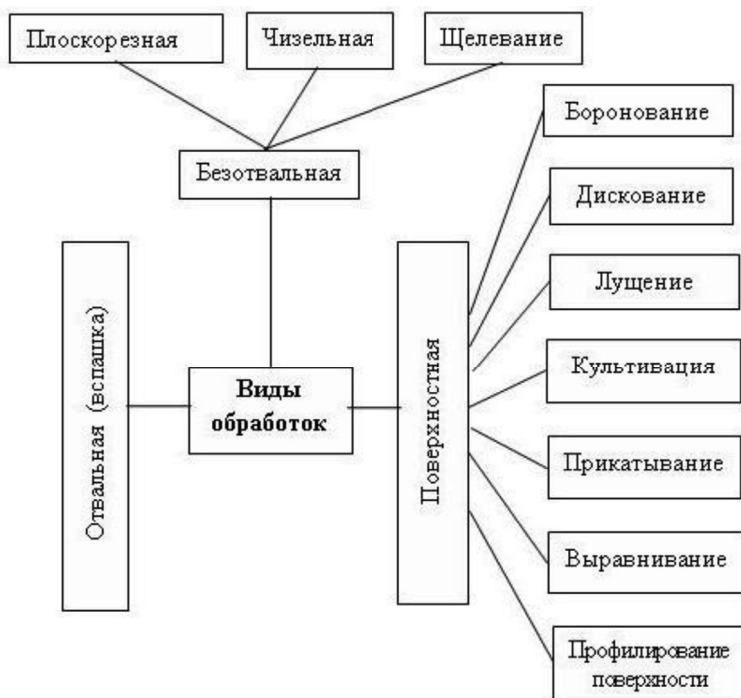 Плоскорезная
Чизельная
Щелевание
Безотвальная
Отвальная (вспашка)
Виды
обработок
Поверхностная
Боронование
Дискование
Лущение
Культивация
Прикатывание
Выравнивание
Профилирование
поверхности